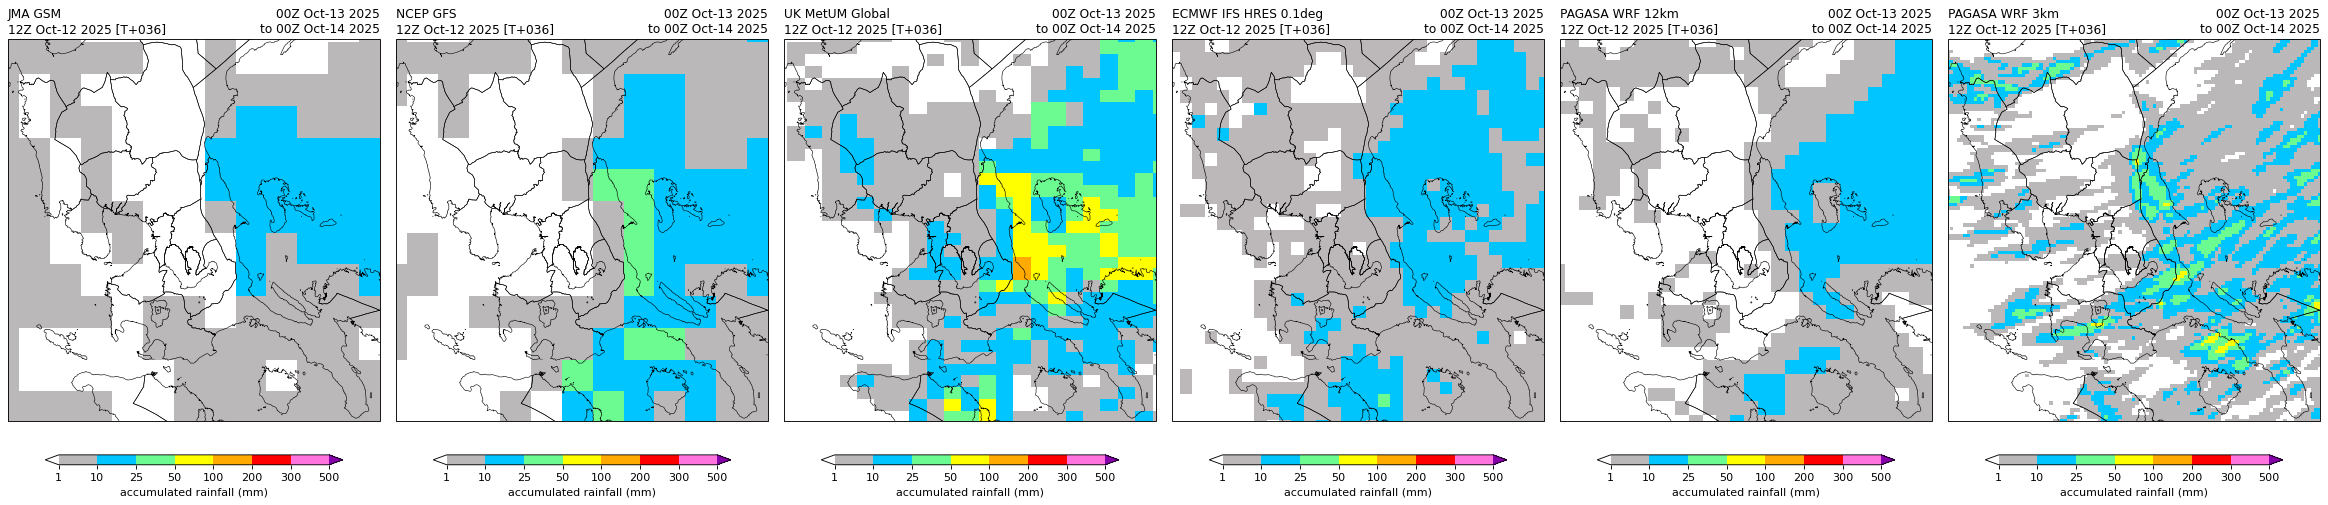 JMA GSM 00Z Oct-13 2025
12Z Oct-12 2025 [T+036] to 00Z Oct-14 2025
1 10 25 50 100 200 300 500
accumulated rainfall (mm)
NCEP GFS 00Z Oct-13 2025
12Z Oct-12 2025 [T+036] to 00Z Oct-14 2025
1 10 25 50 100 200 300 500
accumulated rainfall (mm)
UK MetUM Global 00Z Oct-13 2025
12Z Oct-12 2025 [T+036] to 00Z Oct-14 2025
1 10 25 50 100 200 300 500
accumulated rainfall (mm)
ECMWF IFS HRES 0.1deg 00Z Oct-13 2025
12Z Oct-12 2025 [T+036] to 00Z Oct-14 2025
1 10 25 50 100 200 300 500
accumulated rainfall (mm)
PAGASA WRF 12km 00Z Oct-13 2025
12Z Oct-12 2025 [T+036] to 00Z Oct-14 2025
1 10 25 50 100 200 300 500
accumulated rainfall (mm)
PAGASA WRF 3km 00Z Oct-13 2025
12Z Oct-12 2025 [T+036] to 00Z Oct-14 2025
1 10 25 50 100 200 300 500
accumulated rainfall (mm)